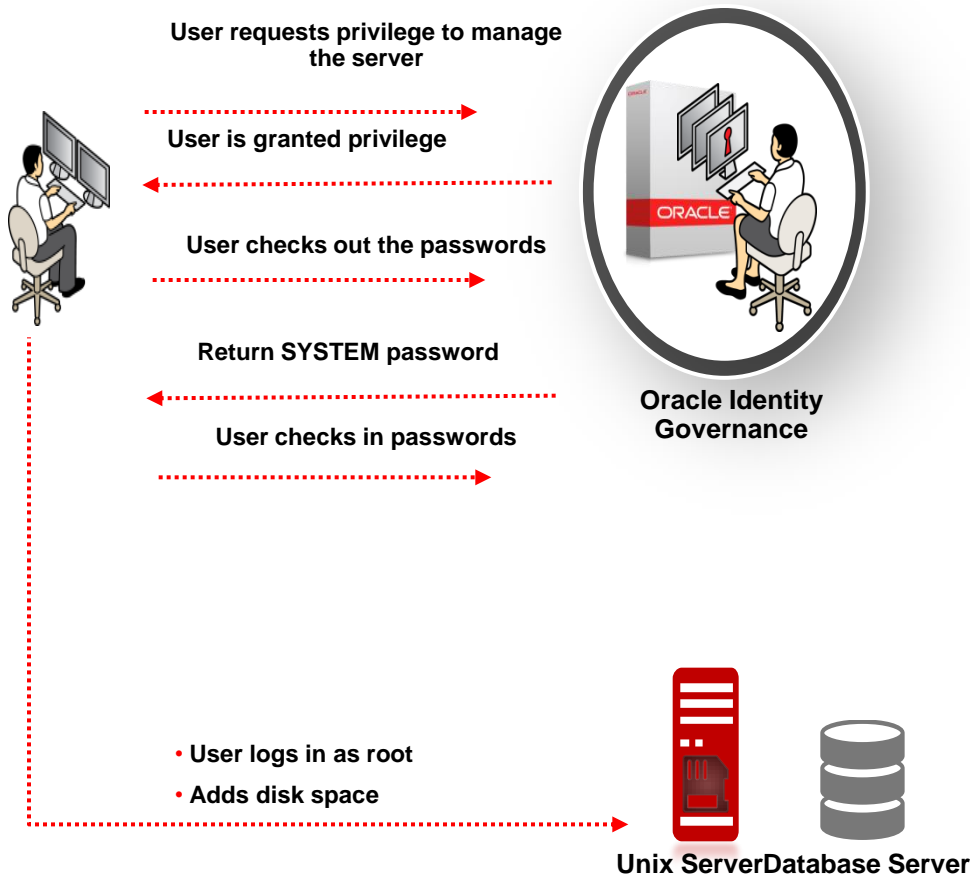 User requests privilege to manage
the server
User is granted privilege
User checks out the passwords
Return SYSTEM password
User checks in passwords
ORACLE
Oracle Identity
Governance
• User logs in as root
• Adds disk space
Unix ServerDatabase Server